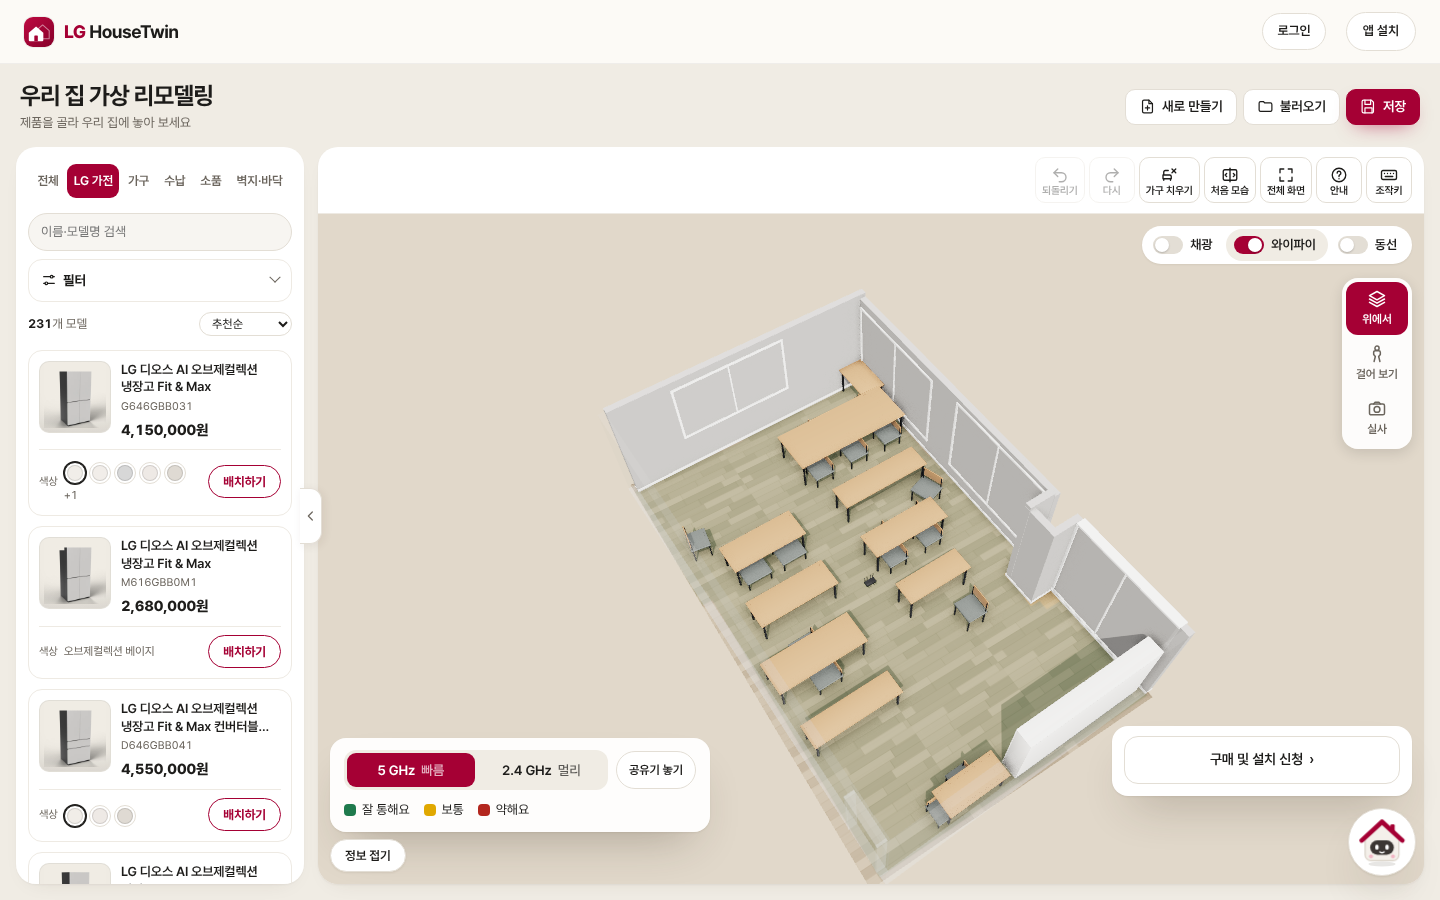 LG HouseTwin
로그인
앱 설치
우리 집 가상 리모델링
제품을 골라 우리 집에 놓아 보세요
새로 만들기
불러오기
저장
전체
LG 가전
가구
수납
소품
벽지·바닥
이름·모델명 검색
필터
231개 모델
추천순
LG 디오스 AI 오브제컬렉션
냉장고 Fit & Max
G646GBB031
4,150,000원
색상
+1
배치하기
LG 디오스 AI 오브제컬렉션
냉장고 Fit & Max
M616GBB0M1
2,680,000원
색상 오브제컬렉션 베이지
배치하기
LG 디오스 AI 오브제컬렉션
냉장고 Fit & Max 컨버터블...
D646GBB041
4,550,000원
색상
배치하기
LG 디오스 AI 오브제컬렉션
되돌리기
다시
가구 치우기
처음 모습
전체 화면
안내
조작키
채광
와이파이
동선
위에서
걸어 보기
실사
5 GHz 빠름
2.4 GHz 멀리
공유기 놓기
잘 통해요
보통
약해요
정보 접기
구매 및 설치 신청 ›